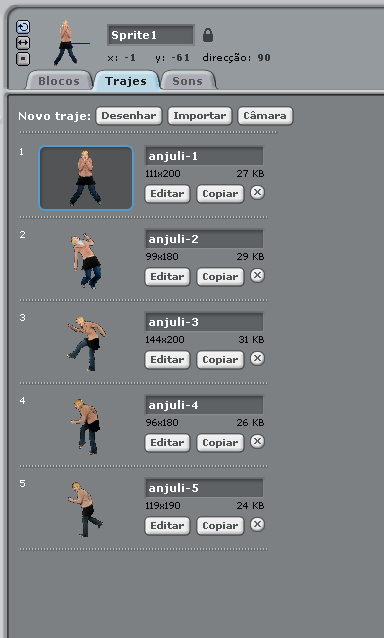 Sprite1
x: -1 y: -61 direcção: 90
Blocos Trajes Sons
Novo traje: Desenhar Importar Câmara
1 anjuli-1
111x200 27 KB
Editar Copiar
2 anjuli-2
99x180 29 KB
Editar Copiar
3 anjuli-3
144x200 31 KB
Editar Copiar
4 anjuli-4
96x180 26 KB
Editar Copiar
5 anjuli-5
119x190 24 KB
Editar Copiar